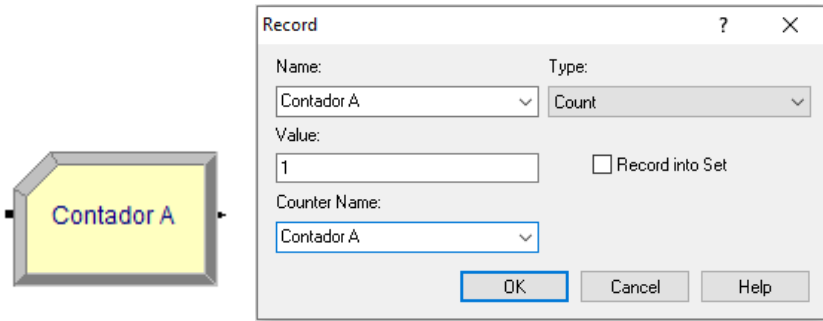 Contador A
Record
?
Name:
Type:
Contador A
Count
Value:
1
Record into Set
Counter Name:
Contador A
OK
Cancel
Help